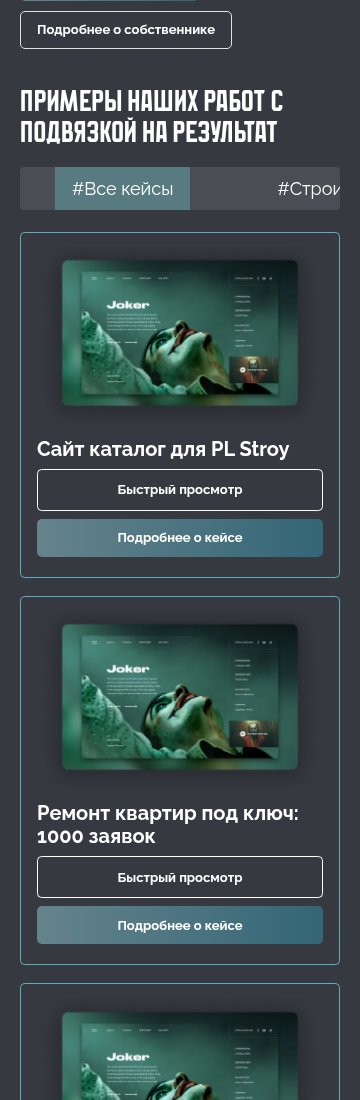 Подробнее о собственнике
ПРИМЕРЫ НАШИХ РАБОТ С
ПОДВЯЗКОЙ НА РЕЗУЛЬТАТ
#Все кейсы
#Строи
Joker
Сайт каталог для PL Stroy
Быстрый просмотр
Подробнее о кейсе
Joker
Ремонт квартир под ключ:
1000 заявок
Быстрый просмотр
Подробнее о кейсе
Joker